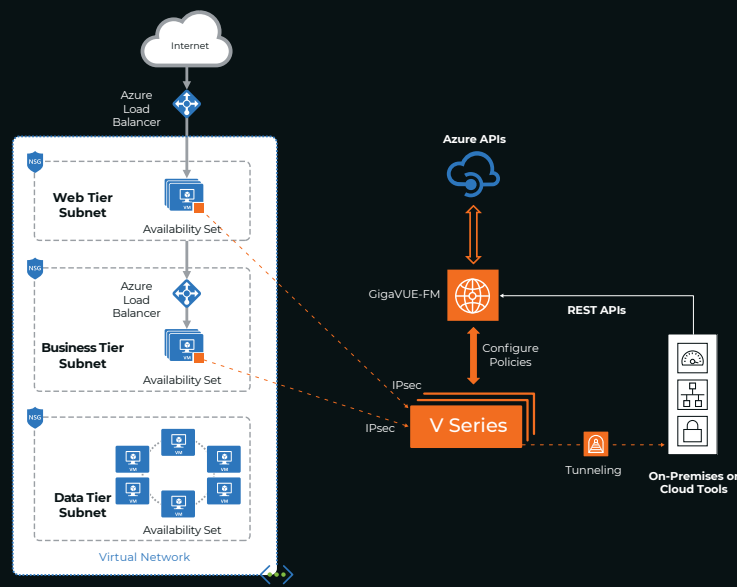 Internet
Azure
Load
Balancer
NSG
Web Tier
Subnet
VM
Availability Set
NSG
Azure
Load
Balancer
Business Tier
Subnet
VM
Availability Set
NSG
VM
VM
VM
VM
VM
VM
Data Tier
Subnet
Availability Set
Virtual Network
Azure APIs
GigaVUE-FM
REST APIs
Configure
Policies
IPsec
IPsec
V Series
Tunneling
On-Premises or
Cloud Tools